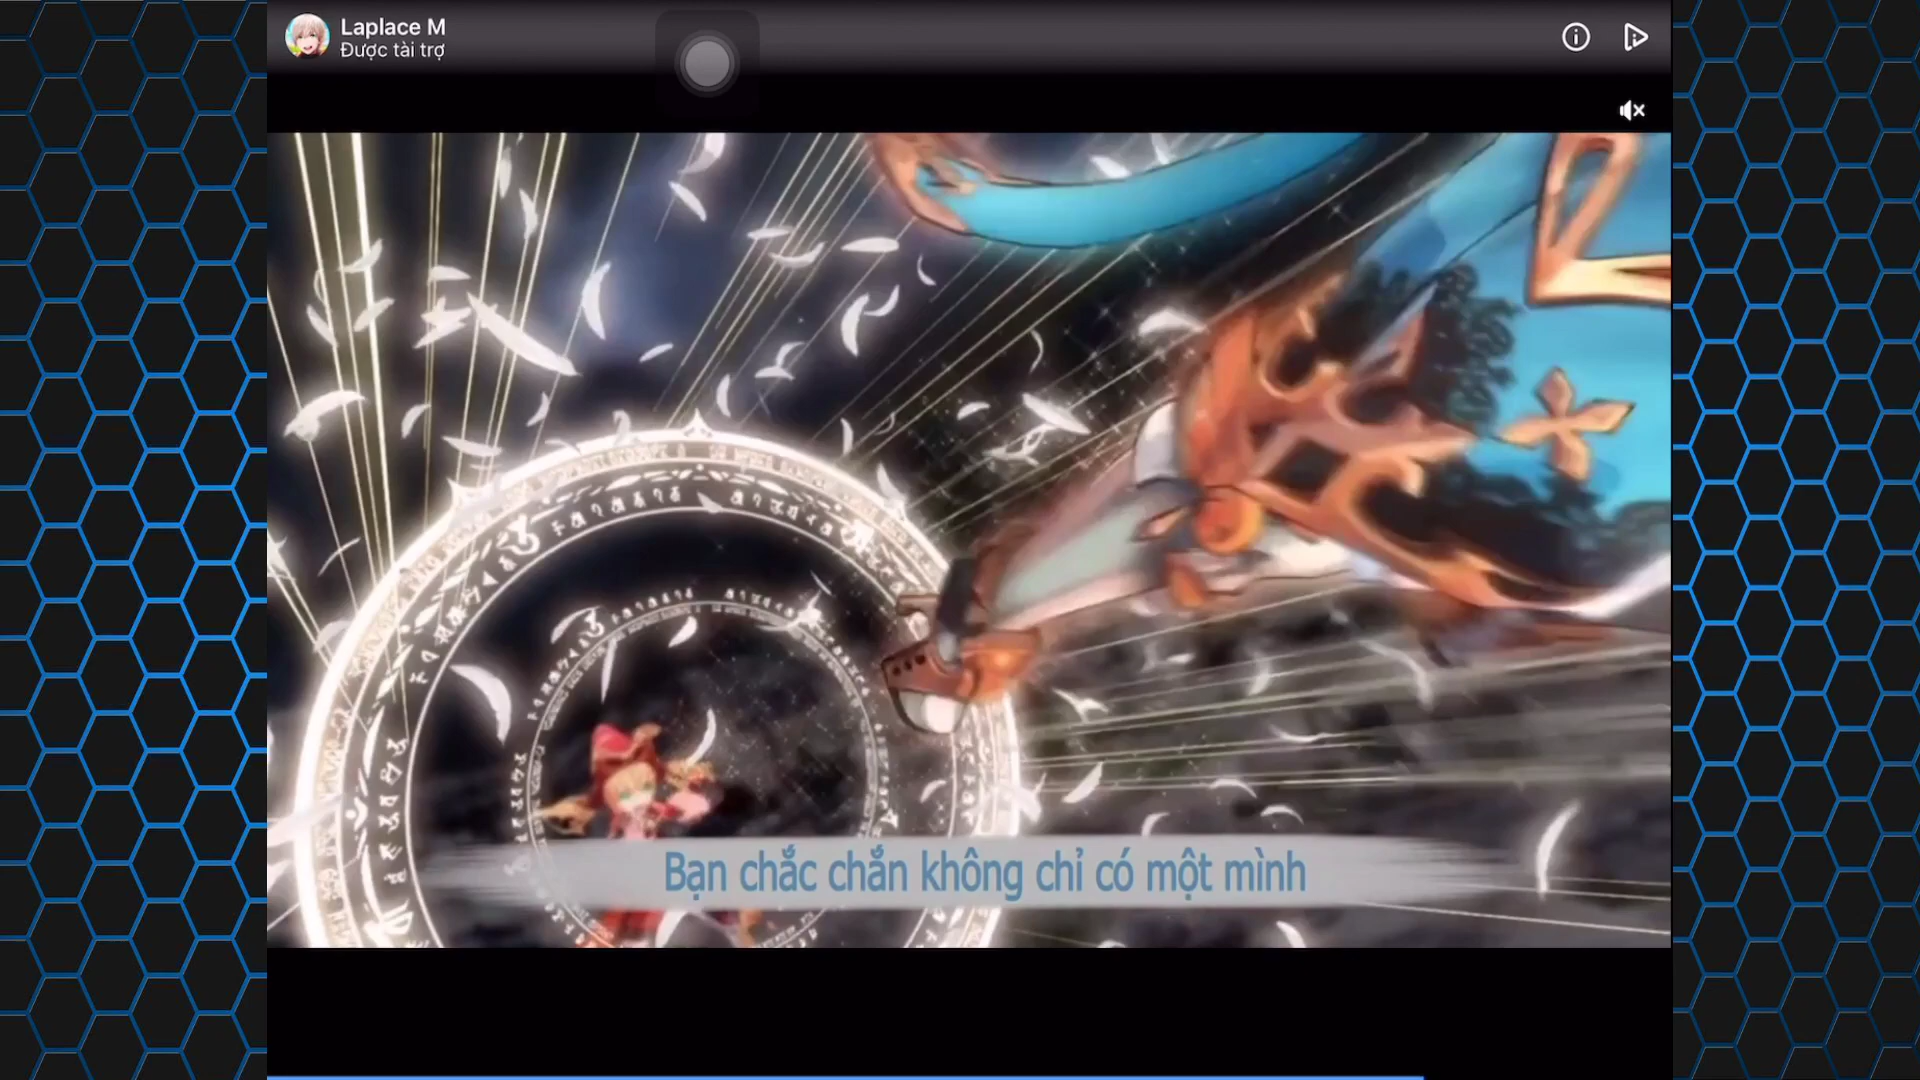 Laplace M
Được tài trợ
Bạn chắc chắn không chỉ có một mình